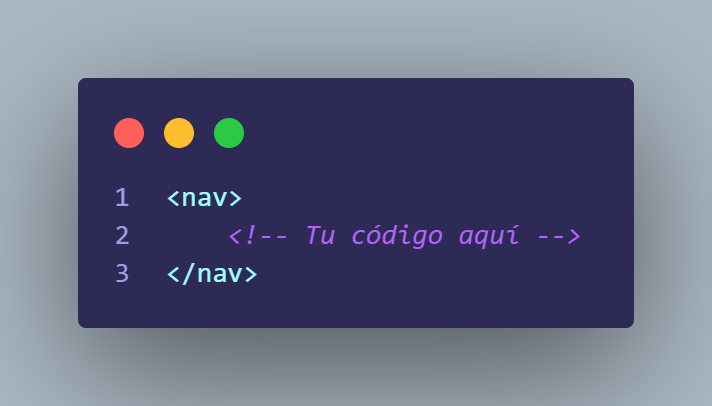 1 <nav>
2 <!-- Tu código aquí -->
3 </nav>